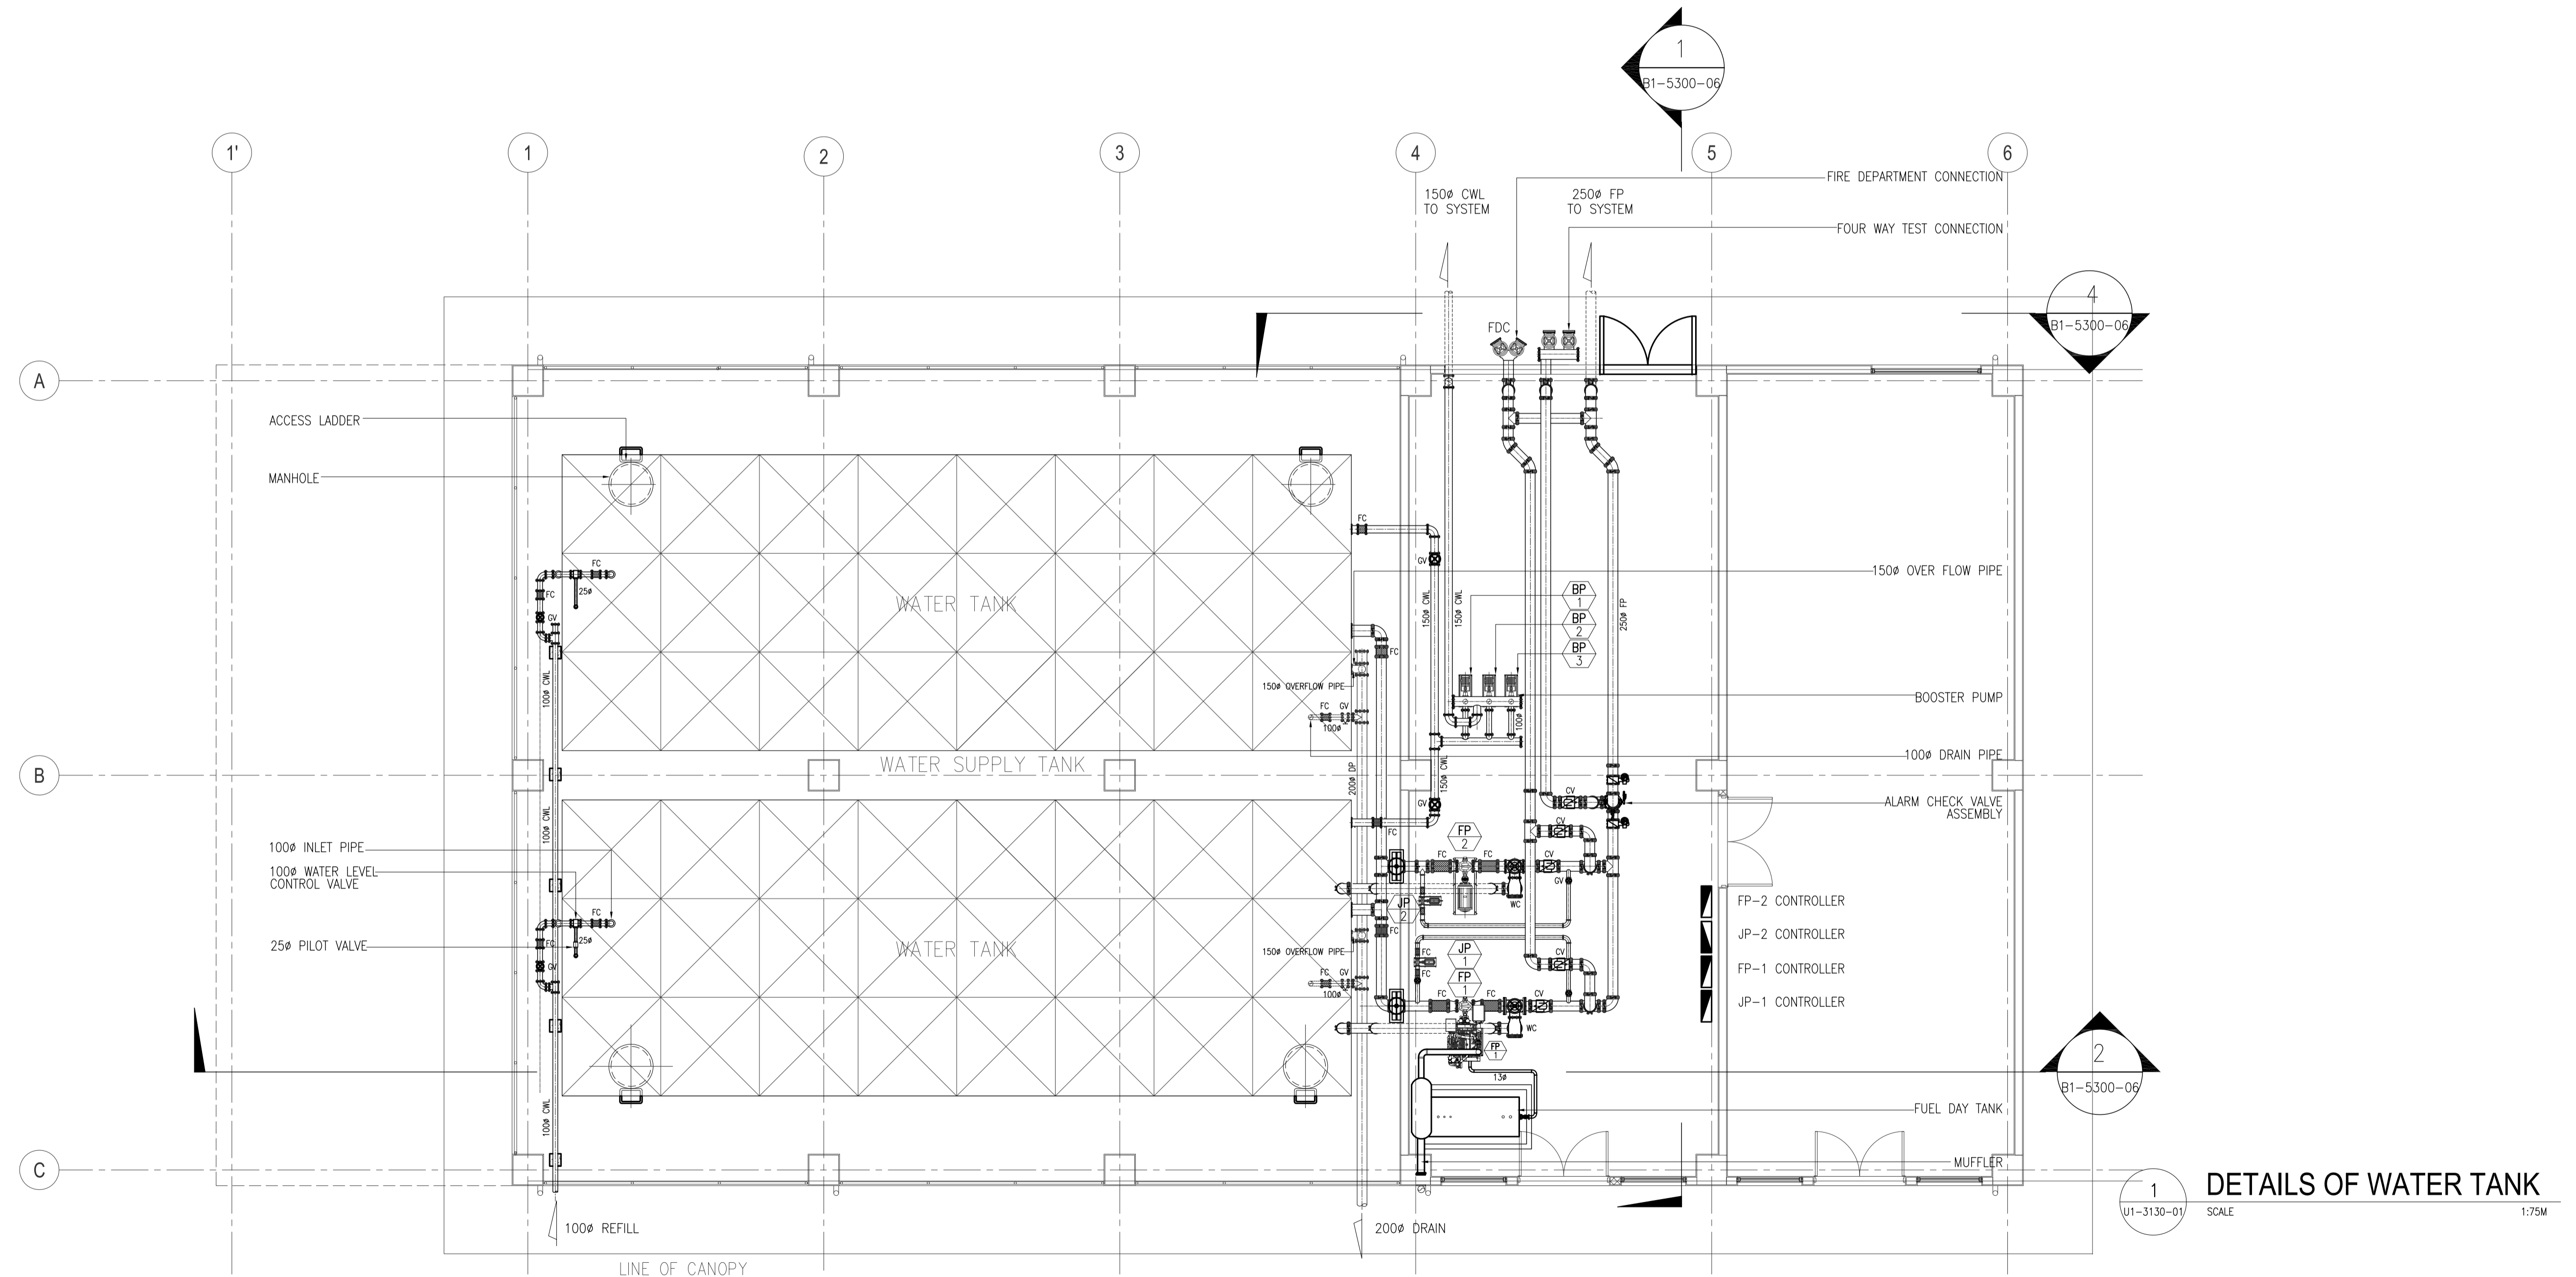 1
B1-5300-06
1'
1
2
3
4
5
6
150ø CWL
TO SYSTEM
250ø FP
TO SYSTEM
FIRE DEPARTMENT CONNECTION
FOUR WAY TEST CONNECTION
4
B1-5300-06
FDC
A
ACCESS LADDER
MANHOLE
FC
GV
FC
25ø
FC
GV
WATER TANK
150ø CWL
150ø CWL
BP
1
BP
2
BP
3
250ø FP
150ø OVER FLOW PIPE
FC
100ø CWL
150ø OVERFLOW PIPE
FC
GV
100ø
100ø
BOOSTER PUMP
B
WATER SUPPLY TANK
200ø DP
150ø CWL
100ø DRAIN PIPE
100ø CWL
GV
CV
ALARM CHECK VALVE
ASSEMBLY
FC
FP
2
CV
100ø INLET PIPE
100ø WATER LEVEL
CONTROL VALVE
FC
FC
CV
GV
JP
2
WC
FP-2 CONTROLLER
FC
25ø
25ø PILOT VALVE
FC
GV
WATER TANK
FC
150ø OVERFLOW PIPE
JP
1
JP-2 CONTROLLER
FC
FC
CV
FP
1
FP-1 CONTROLLER
FC
GV
100ø
FC
FC
CV
JP-1 CONTROLLER
WC
FP
1
13ø
2
B1-5300-06
100ø CWL
FUEL DAY TANK
C
MUFFLER
1
U1-3130-01
DETAILS OF WATER TANK
SCALE
1:75M
100ø REFILL
200ø DRAIN
LINE OF CANOPY